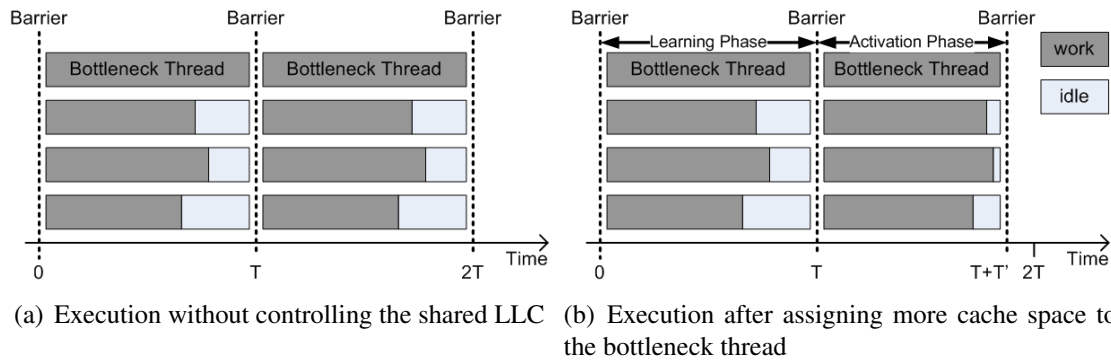 Barrier Barrier Barrier
Bottleneck Thread Bottleneck Thread
Time
0 T 2T
(a) Execution without controlling the shared LLC
Barrier Barrier Barrier
Learning Phase Activation Phase
Bottleneck Thread Bottleneck Thread
Time
0 T T+T' 2T
work
idle
(b) Execution after assigning more cache space to
the bottleneck thread